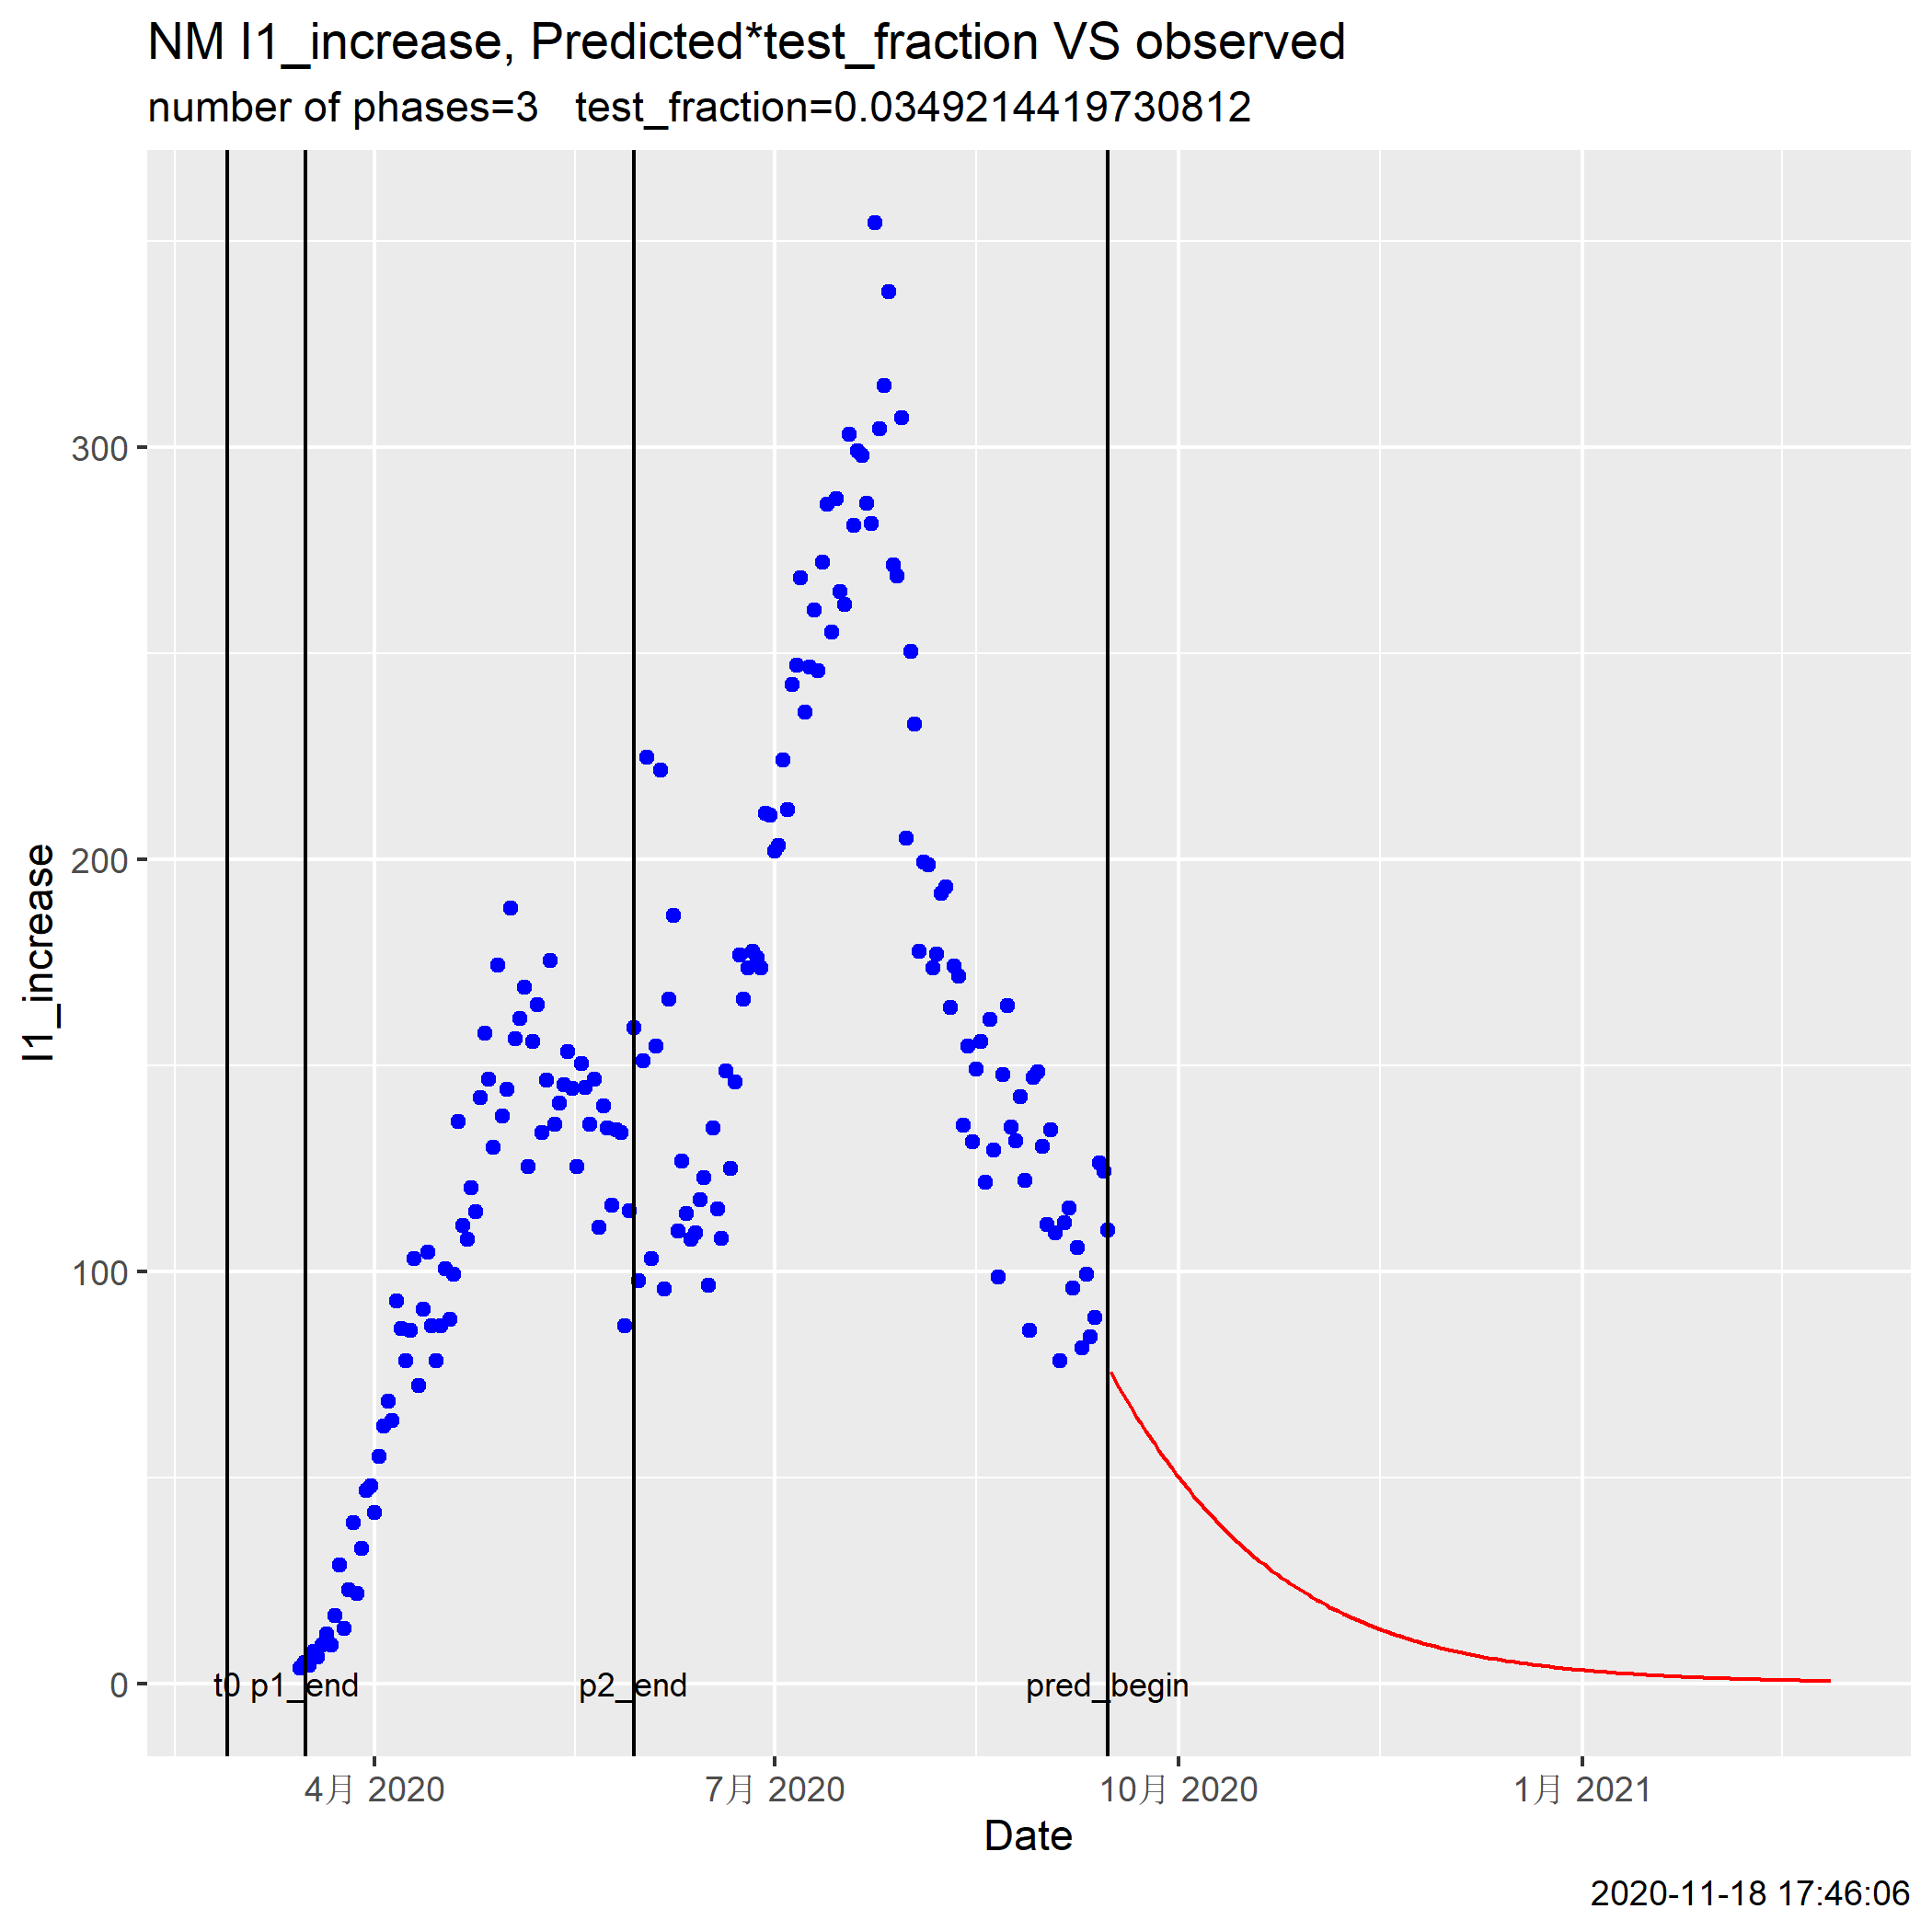 NM I1_increase, Predicted*test_fraction VS observed
number of phases=3   test_fraction=0.0349214419730812
I1_increase
300
200
100
0
t0 p1_end p2_end pred_begin
4月 2020 7月 2020 10月 2020 1月 2021
Date
2020-11-18 17:46:06